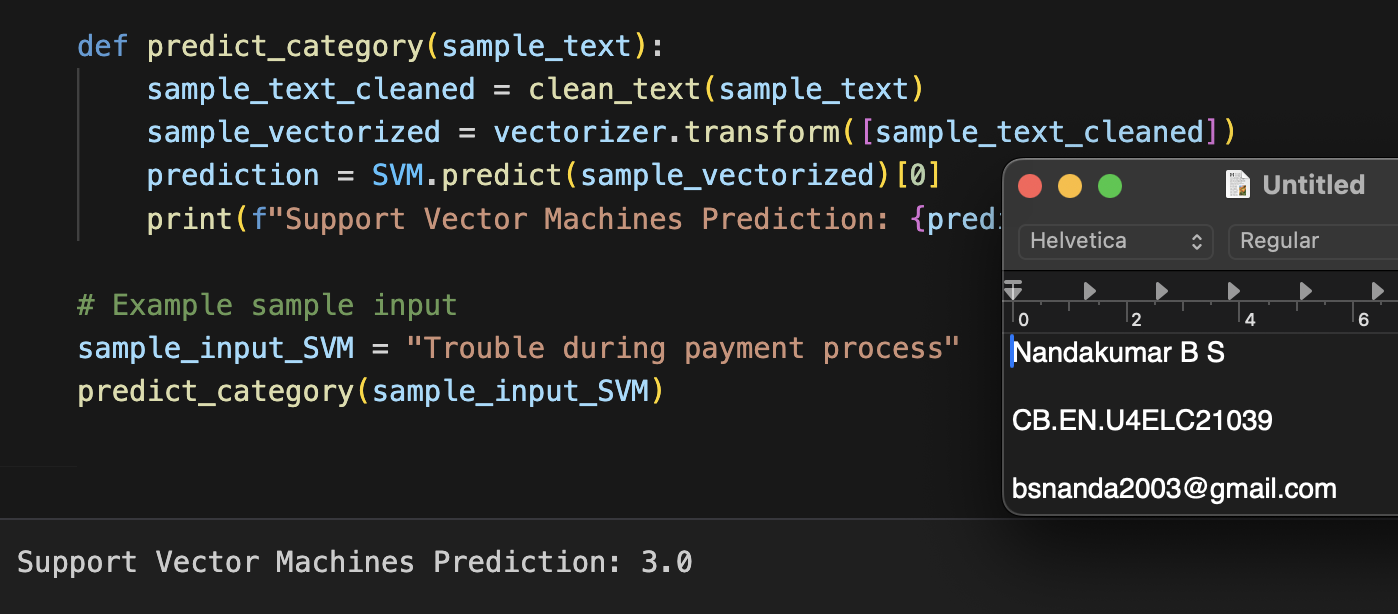 def predict_category(sample_text):
    sample_text_cleaned = clean_text(sample_text)
    sample_vectorized = vectorizer.transform([sample_text_cleaned])
    prediction = SVM.predict(sample_vectorized)[0]
    print(f"Support Vector Machines Prediction: {predi
# Example sample input
sample_input_SVM = "Trouble during payment process"
predict_category(sample_input_SVM)
Support Vector Machines Prediction: 3.0
Untitled
Helvetica Regular
0 2 4 6
Nandakumar B S
CB.EN.U4ELC21039
bsnanda2003@gmail.com